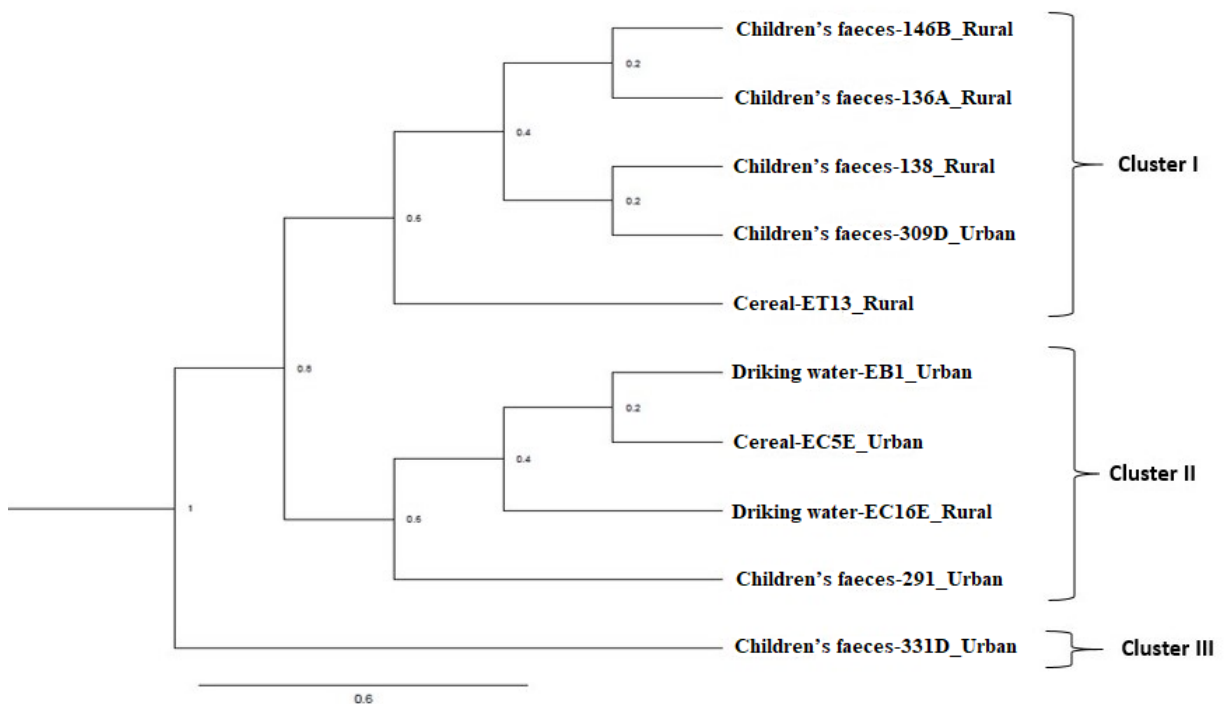 Children’s faeces-146B_Rural
0.2
Children’s faeces-136A_Rural
0.4
Children’s faeces-138_Rural
Cluster I
0.2
0.6
Children’s faeces-309D_Urban
Cereal-ET13_Rural
0.8
Driking water-EB1_Urban
0.2
Cereal-EC5E_Urban
0.4
Cluster II
Driking water-EC16E_Rural
1
0.6
Children’s faeces-291_Urban
Children’s faeces-331D_Urban
Cluster III
0.6